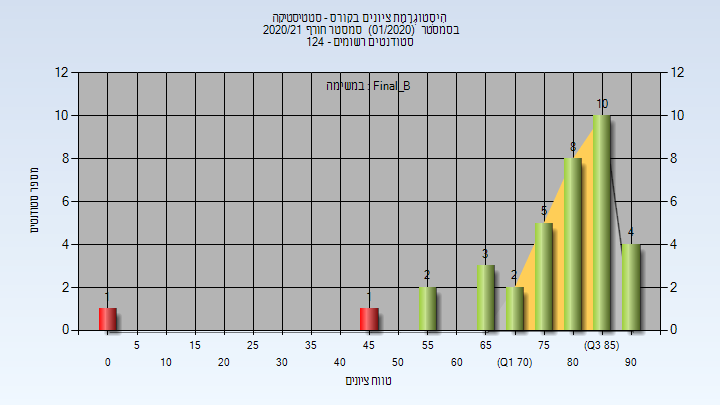 היסטוגרמת ציונים בקורס - סטטיסטיקה
בסמסטר (01/2020) סמסטר חורף 2020/21
סטודנטים רשומים - 124
במשימה : Final_B
מספר סטודנטים
12 12
10 10
8 8
6 6
4 4
2 2
0 0
1 1 2 3 2 5 8 10 4
5 15 25 35 45 55 65 75 (Q3 85)
0 10 20 30 40 50 60 (Q1 70) 80 90
טווח ציונים